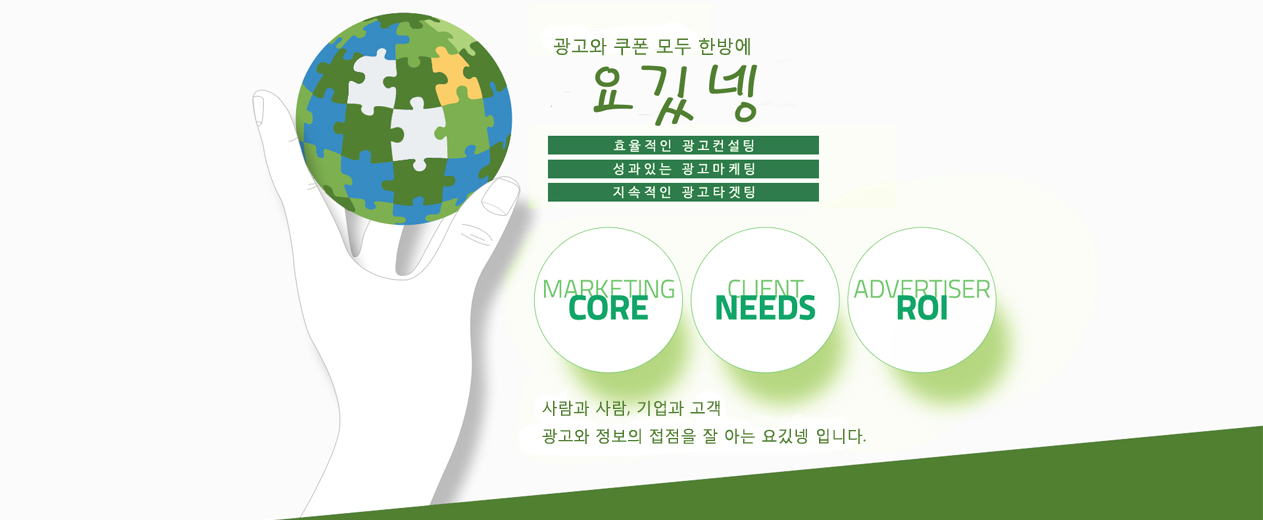 광고와 쿠폰 모두 한방에
요깄넹
효율적인 광고컨설팅
성과있는 광고마케팅
지속적인 광고타겟팅
MARKETING
CORE
CLIENT
NEEDS
ADVERTISER
ROI
사람과 사람, 기업과 고객
광고와 정보의 접점을 잘 아는 요깄넹 입니다.